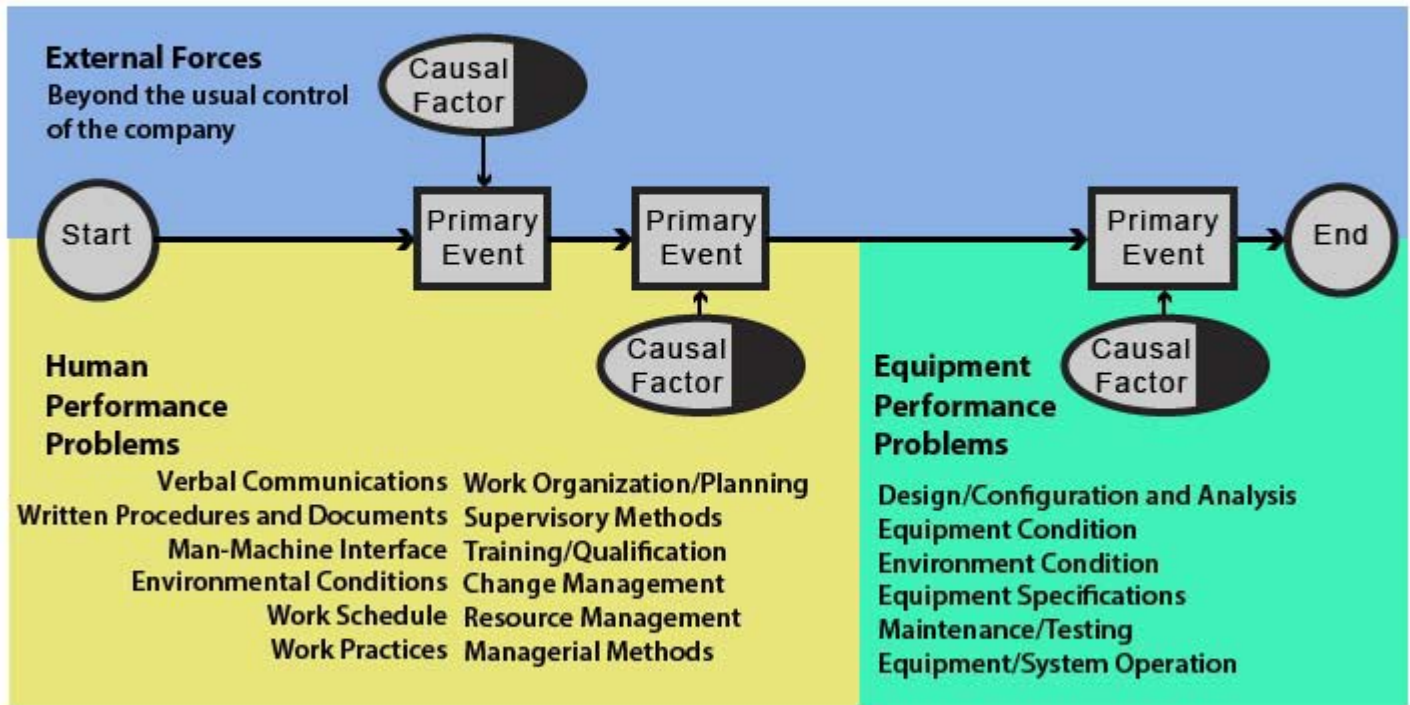 External Forces
Beyond the usual control
of the company
Causal
Factor
Start
Primary
Event
Primary
Event
Primary
Event
End
Causal
Factor
Causal
Factor
Human
Performance
Problems
Verbal Communications
Written Procedures and Documents
Man-Machine Interface
Environmental Conditions
Work Schedule
Work Practices
Work Organization/Planning
Supervisory Methods
Training/Qualification
Change Management
Resource Management
Managerial Methods
Equipment
Performance
Problems
Design/Configuration and Analysis
Equipment Condition
Environment Condition
Equipment Specifications
Maintenance/Testing
Equipment/System Operation